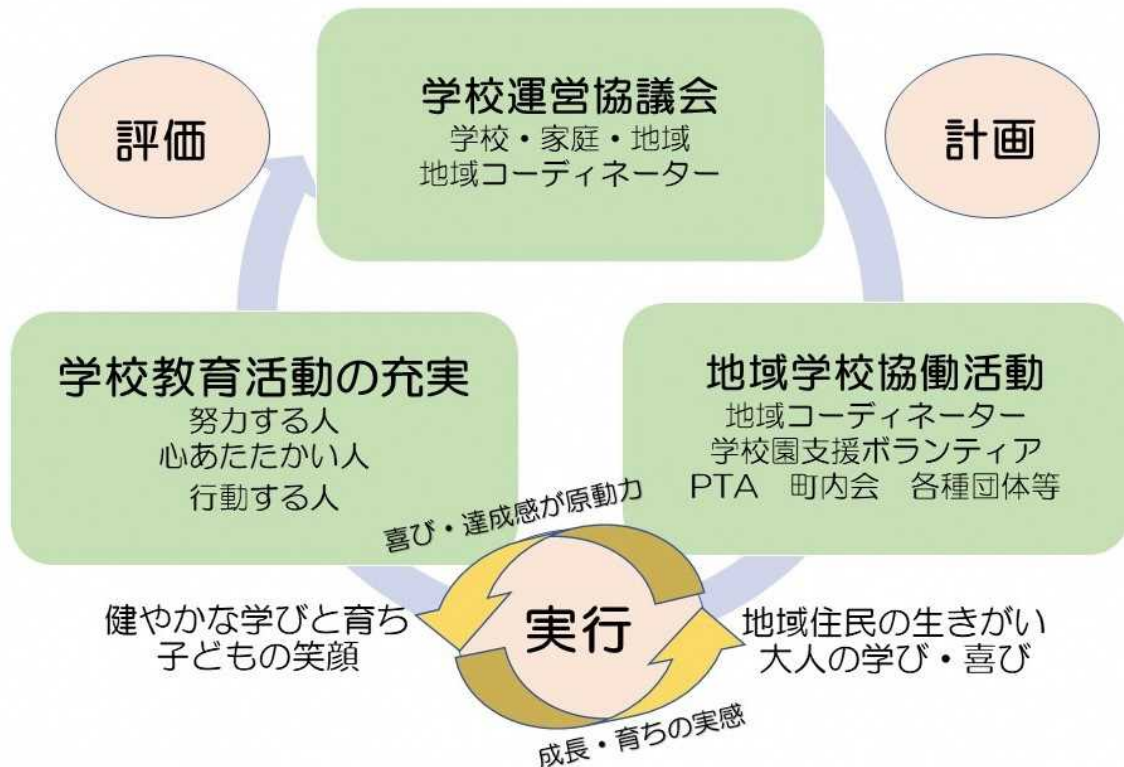 評価
学校運営協議会
学校・家庭・地域
地域コーディネーター
計画
学校教育活動の充実
努力する人
心あたたかい人
行動する人
地域学校協働活動
地域コーディネーター
学校園支援ボランティア
PTA　町内会　各種団体等
喜び・達成感が原動力
実行
健やかな学びと育ち
子どもの笑顔
地域住民の生きがい
大人の学び・喜び
成長・育ちの実感